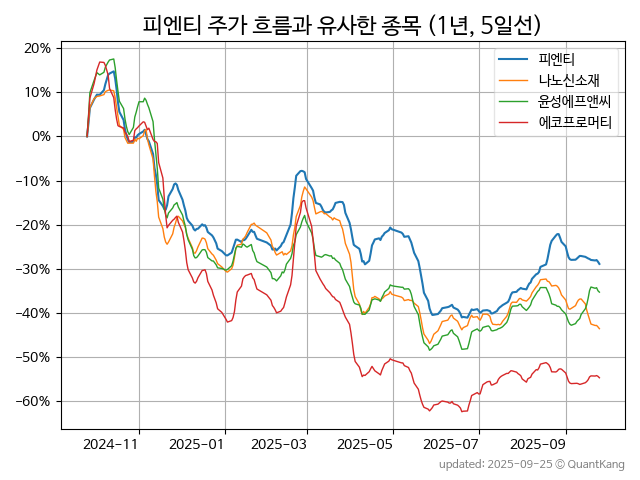 피엔티 주가 흐름과 유사한 종목 (1년, 5일선)
20%
10%
0%
−10%
−20%
−30%
−40%
−50%
−60%
피엔티
나노신소재
윤성에프앤씨
에코프로머티
2024-11
2025-01
2025-03
2025-05
2025-07
2025-09
updated: 2025-09-25 © QuantKang